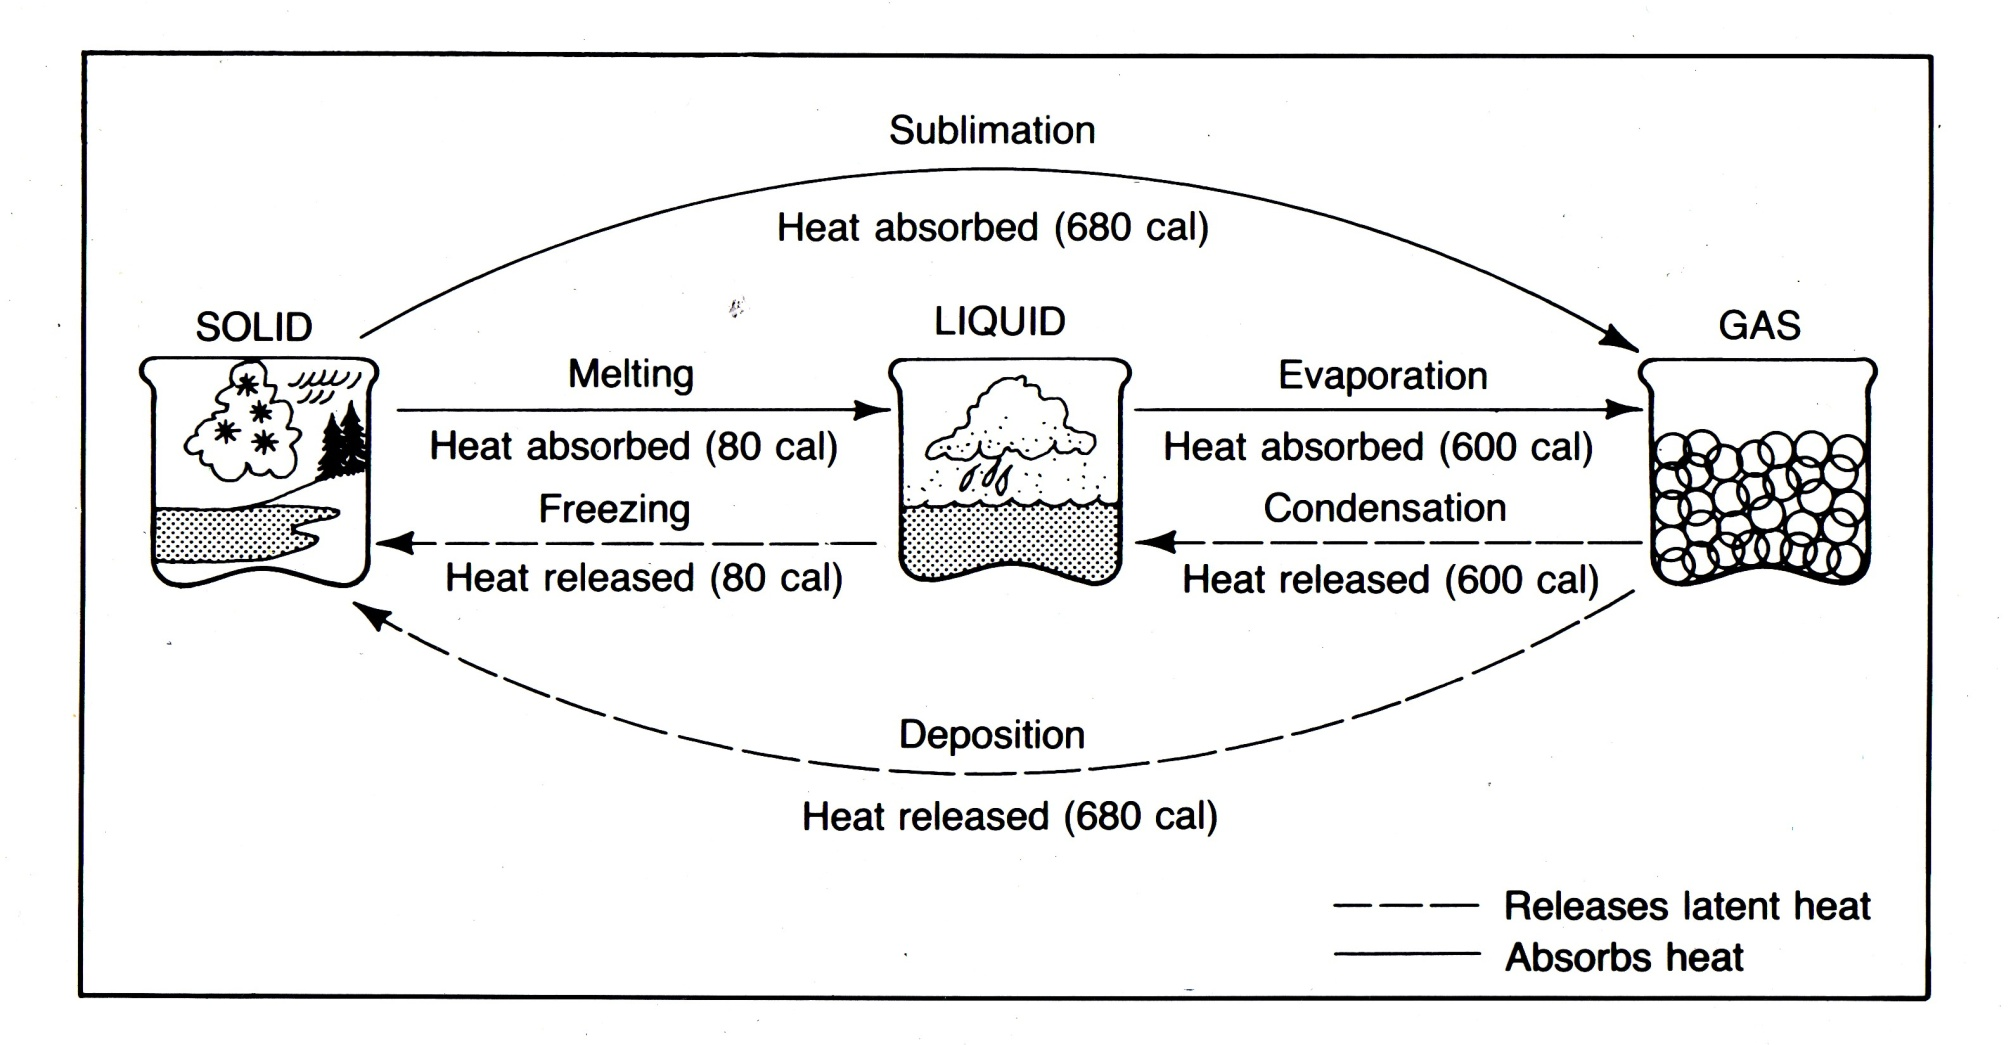 Sublimation
Heat absorbed (680 cal)
SOLID
LIQUID
GAS
Melting
Evaporation
Heat absorbed (80 cal)
Heat absorbed (600 cal)
Freezing
Condensation
Heat released (80 cal)
Heat released (600 cal)
Deposition
Heat released (680 cal)
Releases latent heat
Absorbs heat